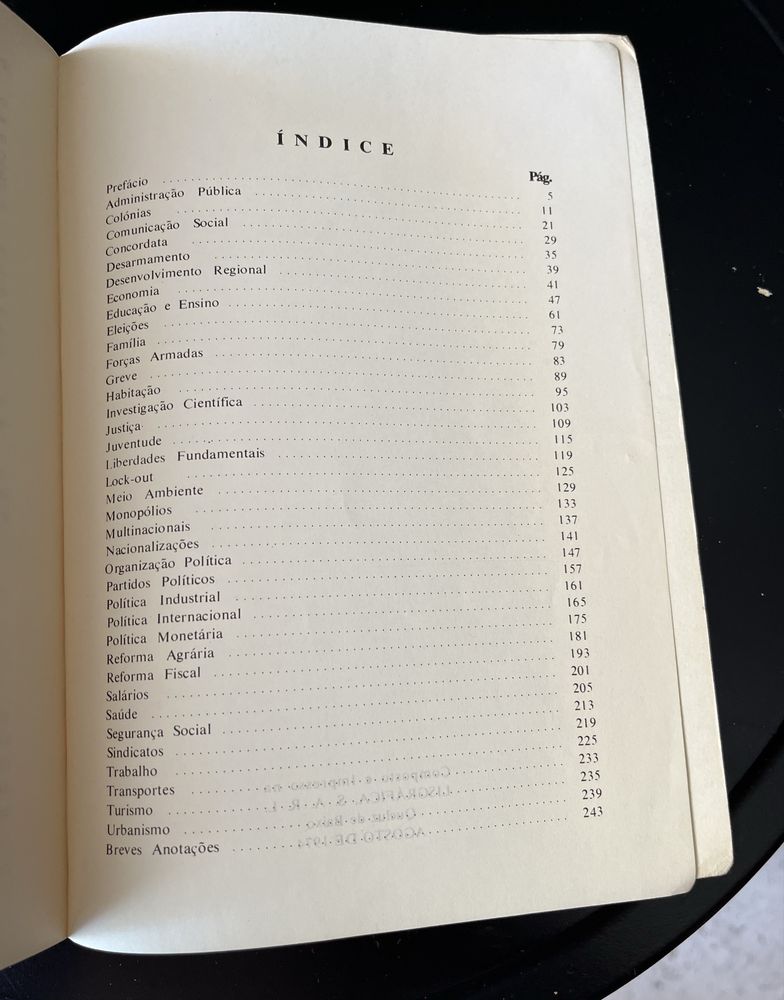 ÍNDICE
Pág.
Prefácio 5
Administração Pública 11
Colónias 21
Comunicação Social 29
Concordata 35
Desarmamento 39
Desenvolvimento Regional 41
Economia 47
Educação e Ensino 61
Eleições 73
Família 79
Forças Armadas 83
Greve 89
Habitação 95
Investigação Científica 103
Justiça 109
Juventude 115
Liberdades Fundamentais 119
Lock-out 125
Meio Ambiente 129
Monopólios 133
Multinacionais 137
Nacionalizações 141
Organização Política 147
Partidos Políticos 157
Política Industrial 161
Política Internacional 165
Política Monetária 175
Reforma Agrária 181
Reforma Fiscal 193
Salários 201
Saúde 205
Segurança Social 213
Sindicatos 219
Trabalho 225
Transportes 233
Turismo 235
Urbanismo 239
Breves Anotações 243